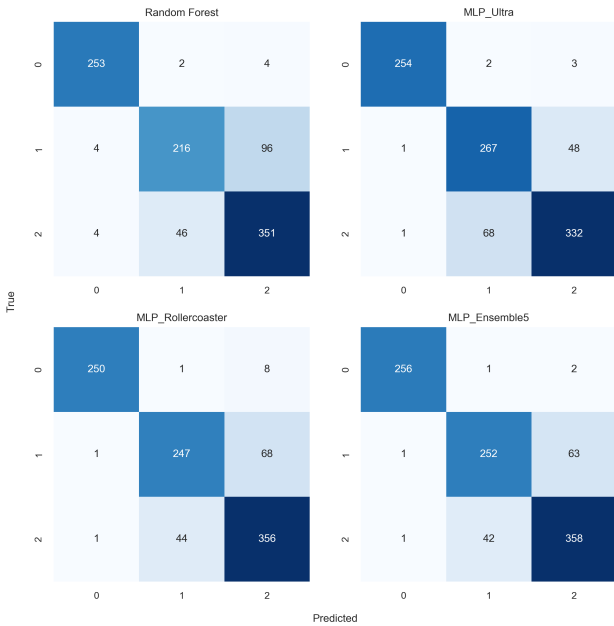 Random Forest
MLP_Ultra
0
253 2 4
0
254 2 3
1
4 216 96
1
1 267 48
2
4 46 351
2
1 68 332
0 1 2
0 1 2
True
MLP_Rollercoaster
MLP_Ensemble5
0
250 1 8
0
256 1 2
1
1 247 68
1
1 252 63
2
1 44 356
2
1 42 358
0 1 2
0 1 2
Predicted